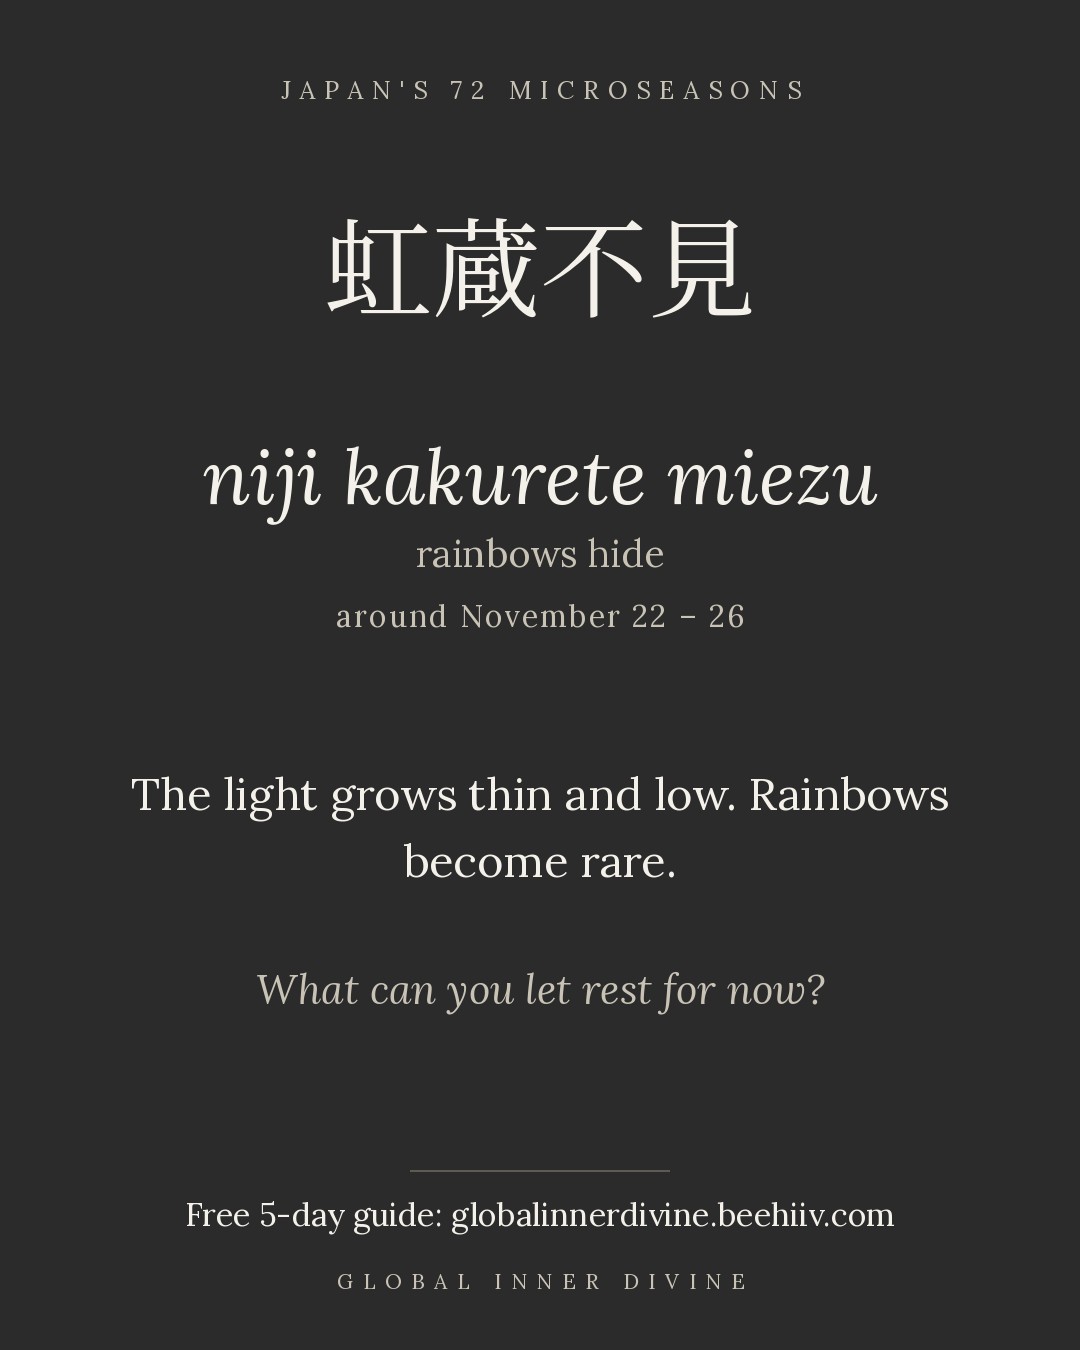 JAPAN'S 72 MICROSEASONS
虹蔵不見
niji kakurete miezu
rainbows hide
around November 22 – 26
The light grows thin and low. Rainbows
become rare.
What can you let rest for now?
Free 5-day guide: globalinnerdivine.beehiiv.com
GLOBAL INNER DIVINE